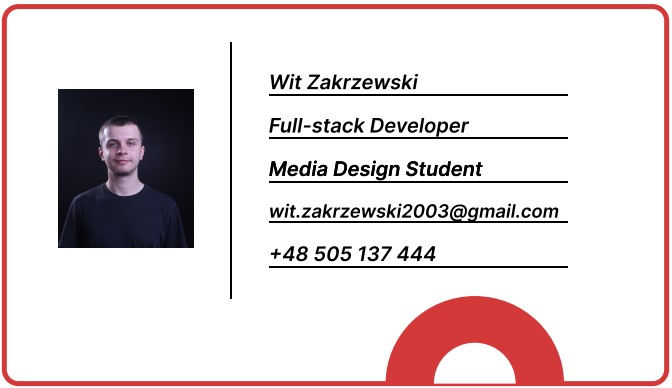 Wit Zakrzewski
Full-stack Developer
Media Design Student
wit.zakrzewski2003@gmail.com
+48 505 137 444